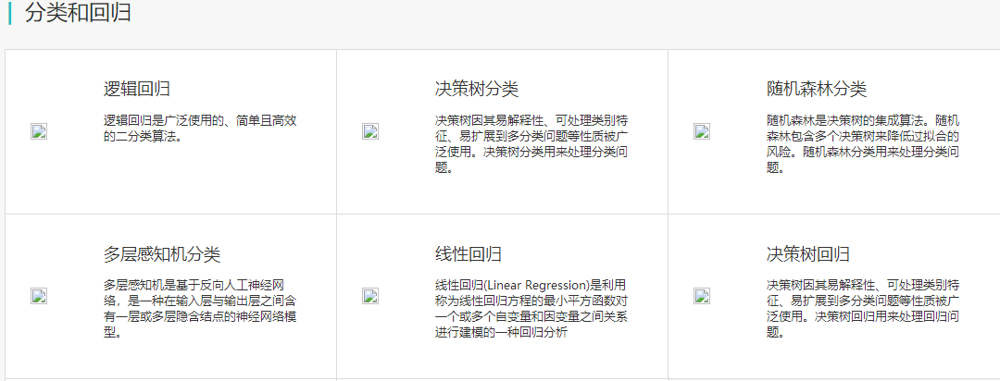 分类和回归
逻辑回归
逻辑回归是广泛使用的、简单且高效
的二分类算法。
决策树分类
决策树因其易解释性、可处理类别特
征、易扩展到多分类问题等性质被广
泛使用。决策树分类用来处理分类问
题。
随机森林分类
随机森林是决策树的集成算法。随机
森林包含多个决策树来降低过拟合的
风险。随机森林分类用来处理分类问
题。
多层感知机分类
多层感知机是基于反向人工神经网
络，是一种在输入层与输出层之间含
有一层或多层隐含结点的神经网络模
型。
线性回归
线性回归(Linear Regression)是利用
称为线性回归方程的最小平方函数对
一个或多个自变量和因变量之间关系
进行建模的一种回归分析
决策树回归
决策树因其易解释性、可处理类别特
征、易扩展到多分类问题等性质被广
泛使用。决策树回归用来处理回归问
题。